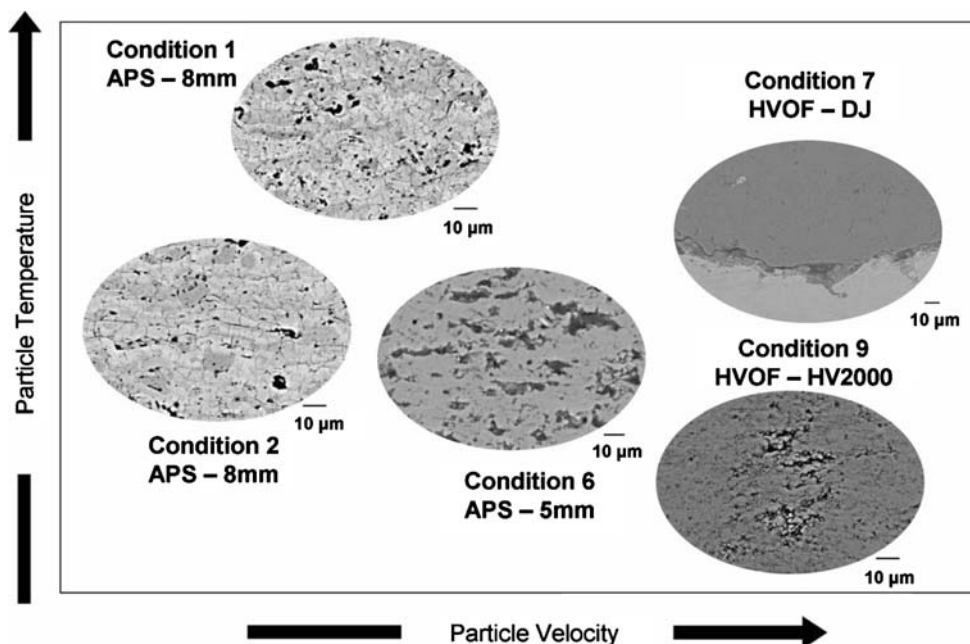 Condition 1
APS – 8mm
10 µm
Condition 7
HVOF – DJ
10 µm
Condition 2
APS – 8mm
10 µm
Condition 6
APS – 5mm
10 µm
Condition 9
HVOF – HV2000
10 µm
Particle Temperature
Particle Velocity